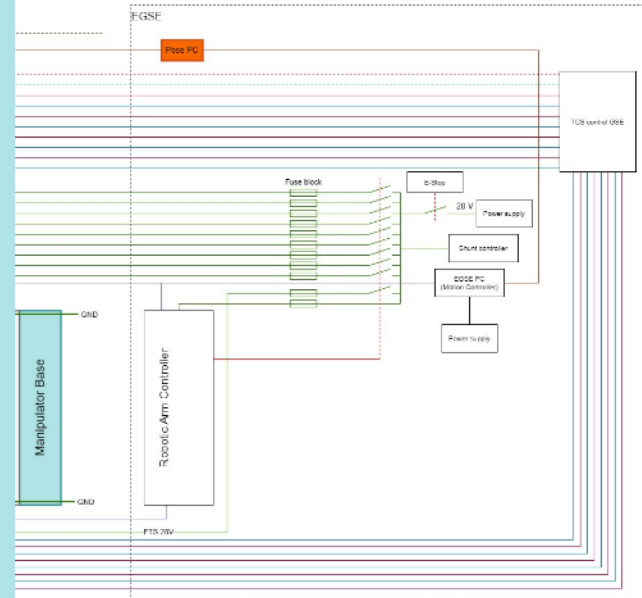 EGSE
Pose PC
TCS control GSE
Fuse block
E-Stop
28 V
Power supply
Shunt controller
EGSE PC
(Motion Controller)
Power supply
GND
Manipulator Base
Robotic Arm Controller
GND
FTS 28V